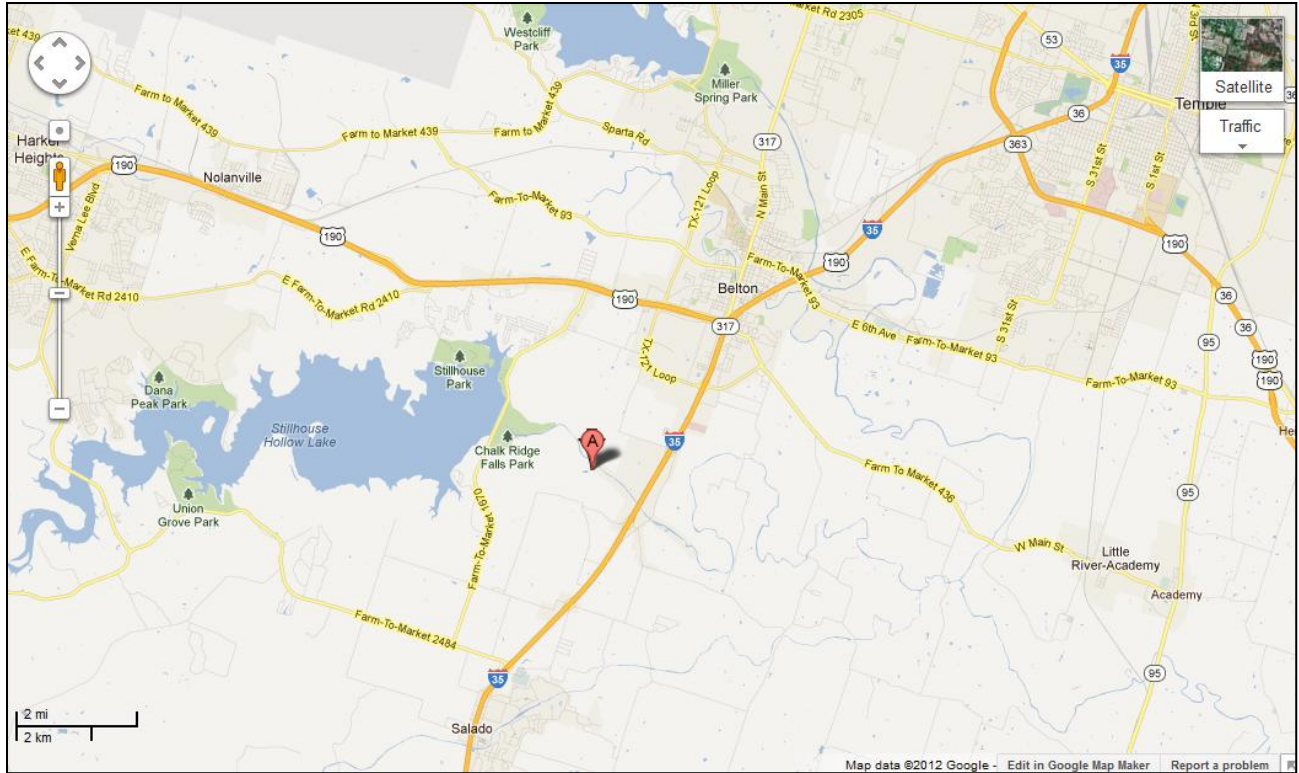 et 439
Westcliff
Park
Rd 2305
N 3rd St
53
35
Miller
Spring Park
Satellite
36
Temple
Farm to Market 439
Farm to Market 439
Farm to Market 439
Sparta Rd
317
36
363
Traffic
Harker
Heights
190
Nolanville
Verna Lee Blvd
Farm-To-Market 93
TX-121 Loop
N Main St
S 31st St
S 1st St
190
35
190
Farm-To-Market 93
190
E Farm-To-Market Rd 2410
E Farm-To-Market Rd 2410
190
Belton
317
E 6th Ave
Farm-To-Market 93
S 31st St
36
36
95
190
190
TX-121 Loop
Farm-To-Market 93
Stillhouse
Park
Dana
Peak Park
Stillhouse
Hollow Lake
Chalk Ridge
Falls Park
A
35
He
Farm To Market 436
95
Union
Grove Park
Farm-To-Market 1670
W Main St
Little
River-Academy
Academy
Farm-To-Market 2484
35
95
2 mi
2 km
Salado
Map data ©2012 Google -
Edit in Google Map Maker
Report a problem